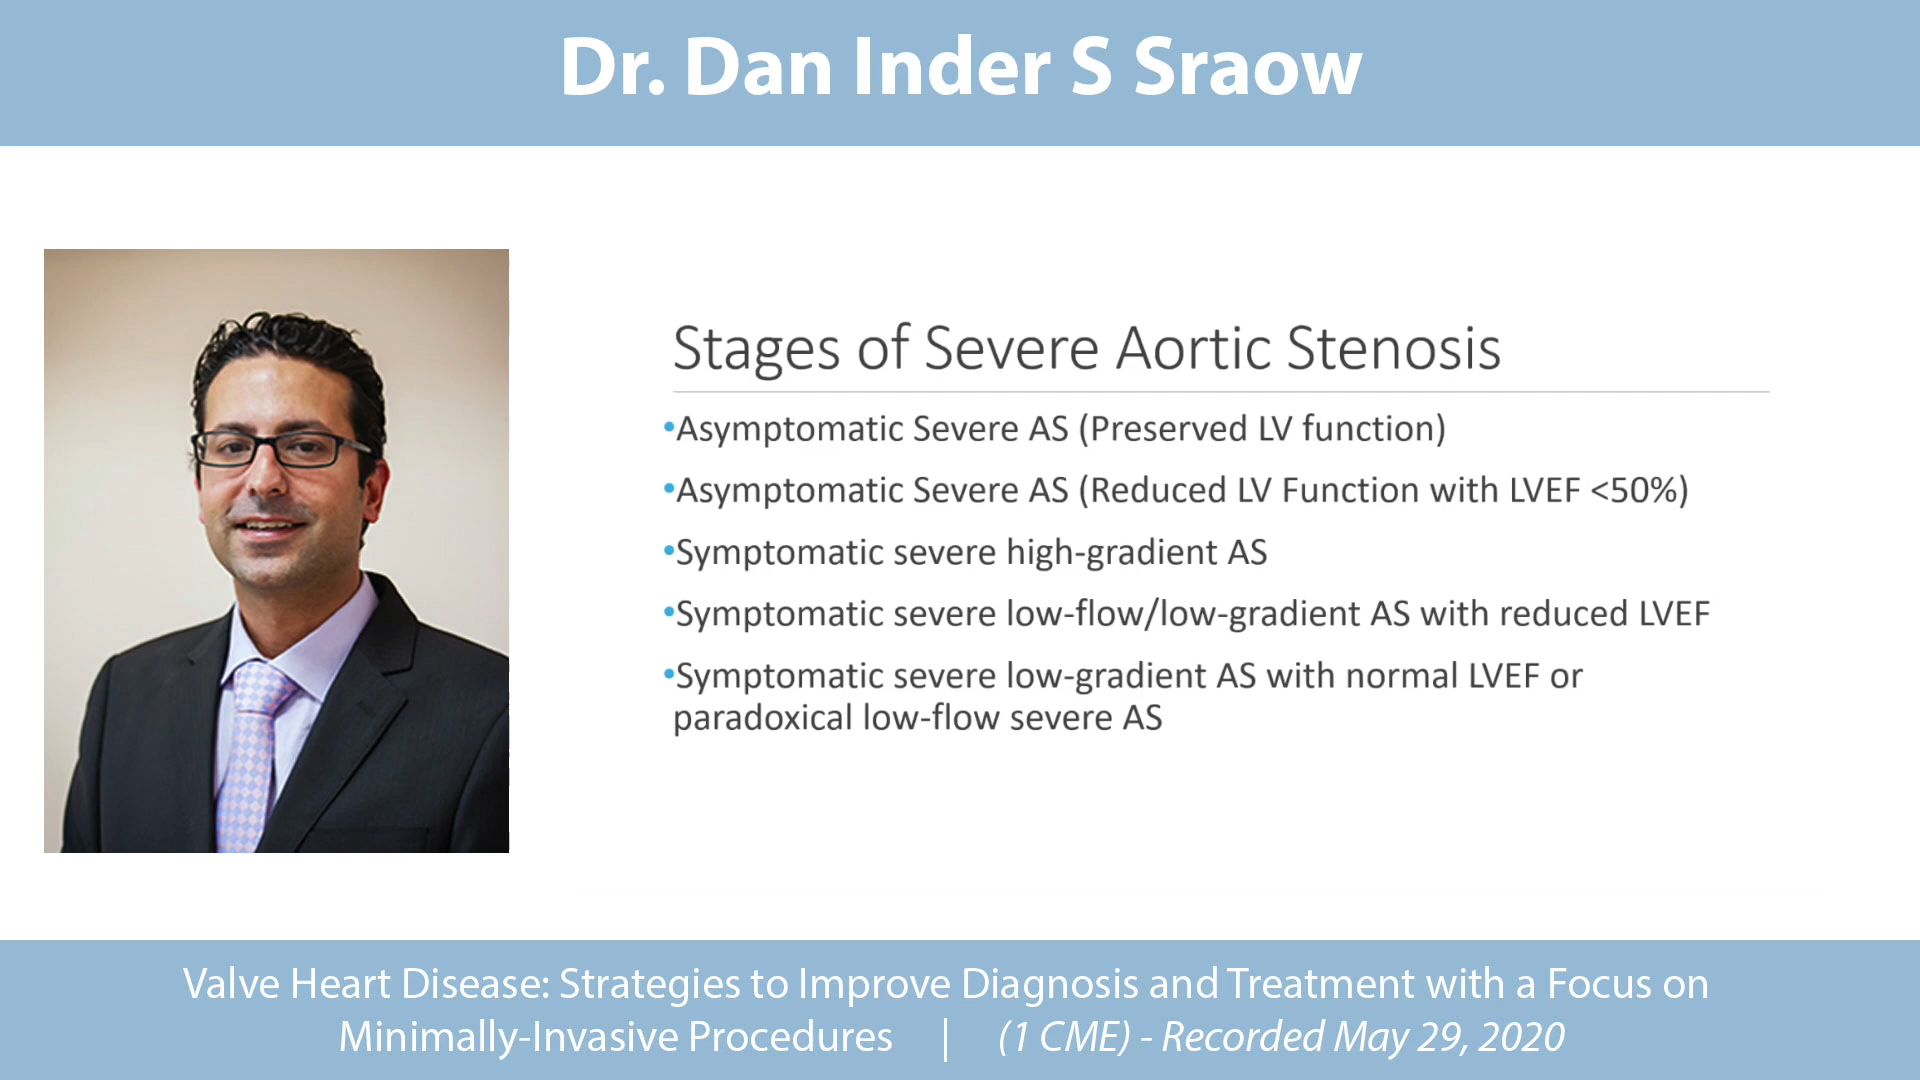 Dr. Dan Inder S Sraow
Stages of Severe Aortic Stenosis
•Asymptomatic Severe AS (Preserved LV function)
•Asymptomatic Severe AS (Reduced LV Function with LVEF <50%)
•Symptomatic severe high-gradient AS
•Symptomatic severe low-flow/low-gradient AS with reduced LVEF
•Symptomatic severe low-gradient AS with normal LVEF or
paradoxical low-flow severe AS
Valve Heart Disease: Strategies to Improve Diagnosis and Treatment with a Focus on
Minimally-Invasive Procedures | (1 CME) - Recorded May 29, 2020